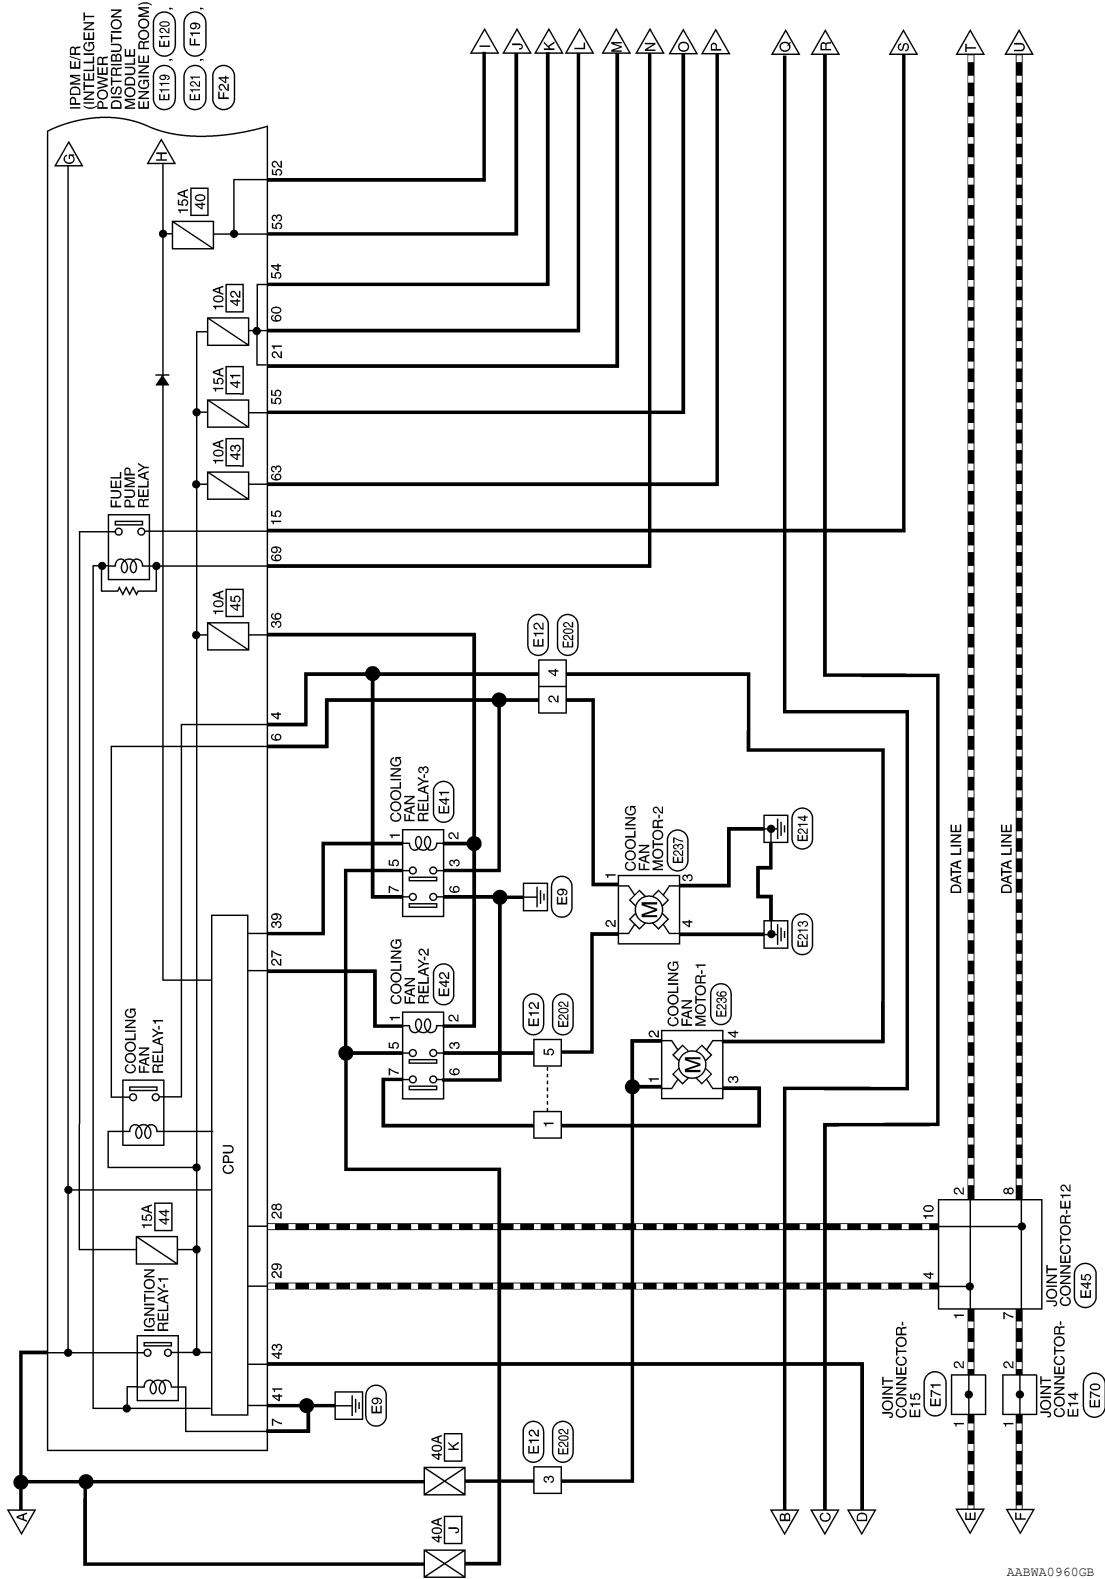 IPDM E/R
(INTELLIGENT
POWER
DISTRIBUTION
MODULE
ENGINE ROOM)
E119 , E120 ,
E121 , F19 ,
F24
G
H
I
J
K
L
M
N
O
P
Q
R
S
T
U
15A
40
52
53
10A
42
54
60
21
15A
41
55
10A
43
63
FUEL
PUMP
RELAY
15
69
10A
45
36
4
6
39
27
E12
E202
4
2
COOLING
FAN
RELAY-3
E41
1
2
5
3
7
6
E9
COOLING
FAN
RELAY-2
E42
1
2
5
3
7
6
COOLING
FAN
RELAY-1
CPU
E12
E202
5
1
COOLING
FAN
MOTOR-2
E237
1
2
3
4
E214
E213
COOLING
FAN
MOTOR-1
E236
2
1
4
3
DATA LINE
DATA LINE
15A
44
IGNITION
RELAY-1
28
29
43
41
7
E9
10
4
2
8
1
7
JOINT
CONNECTOR-E12
E45
JOINT
CONNECTOR-
E15
E71
2
1
JOINT
CONNECTOR-
E14
E70
2
1
40A
K
40A
J
E12
E202
3
A
B
C
D
E
F
AABWA0960GB